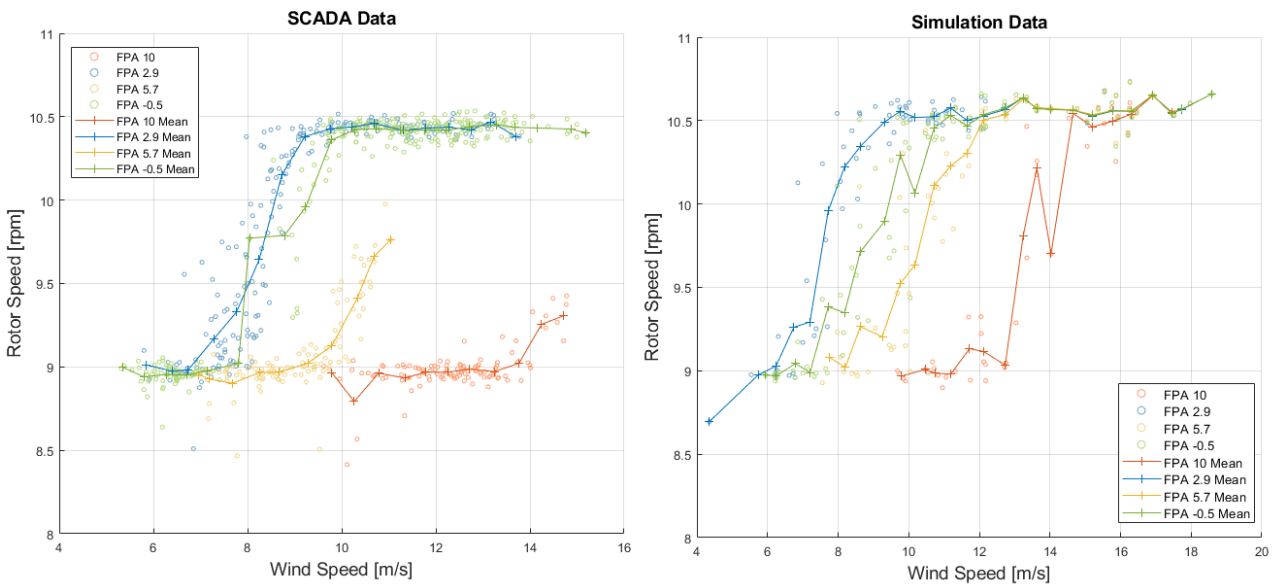 SCADA Data
11
10.5
10
9.5
9
8.5
8
Rotor Speed [rpm]
FPA 10
FPA 2.9
FPA 5.7
FPA -0.5
FPA 10 Mean
FPA 2.9 Mean
FPA 5.7 Mean
FPA -0.5 Mean
4 6 8 10 12 14 16
Wind Speed [m/s]
Simulation Data
11
10.5
10
9.5
9
8.5
8
Rotor Speed [rpm]
FPA 10
FPA 2.9
FPA 5.7
FPA -0.5
FPA 10 Mean
FPA 2.9 Mean
FPA 5.7 Mean
FPA -0.5 Mean
4 6 8 10 12 14 16 18 20
Wind Speed [m/s]